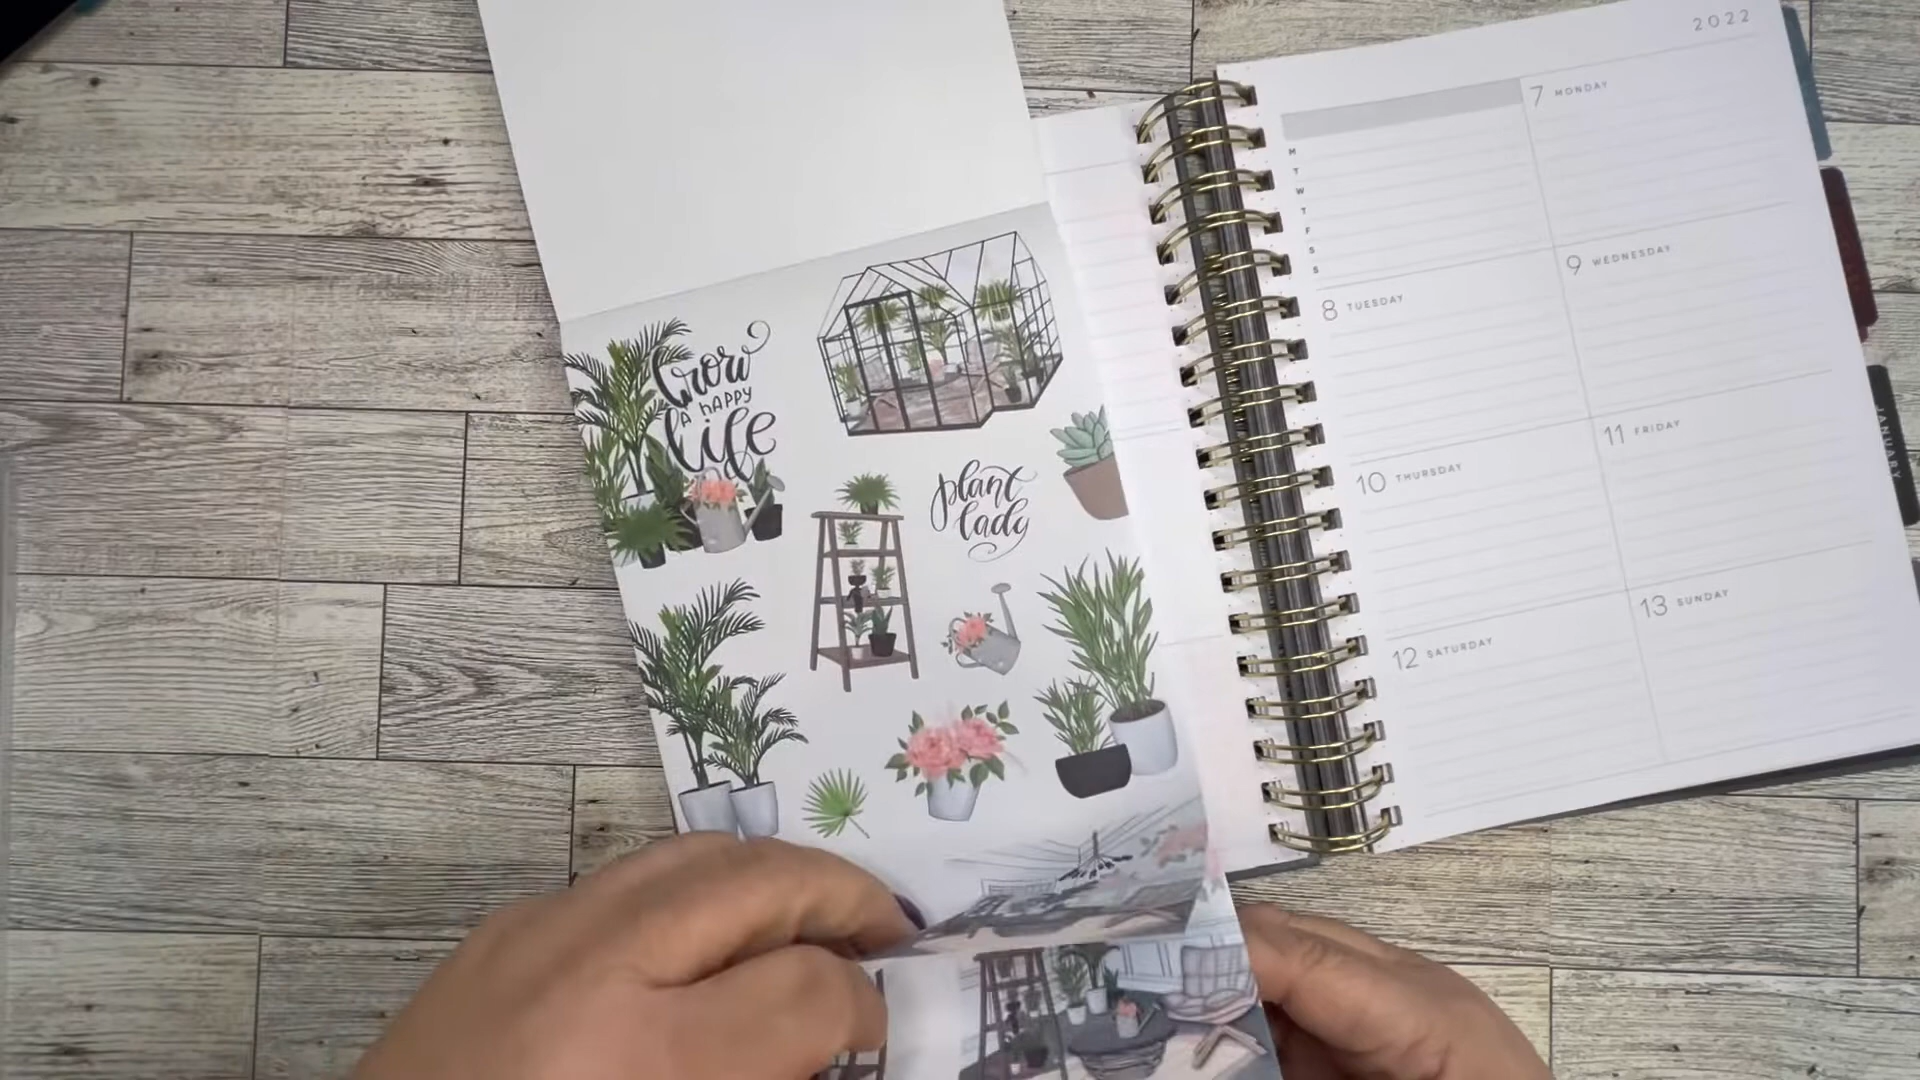 Grow
A hAPPY
Life
plant
lady
2022
7 MONDAY
M
T
W
T
F
S
S
8 TUESDAY
9 WEDNESDAY
10 THURSDAY
11 FRIDAY
12 SATURDAY
13 SUNDAY
JANUARY